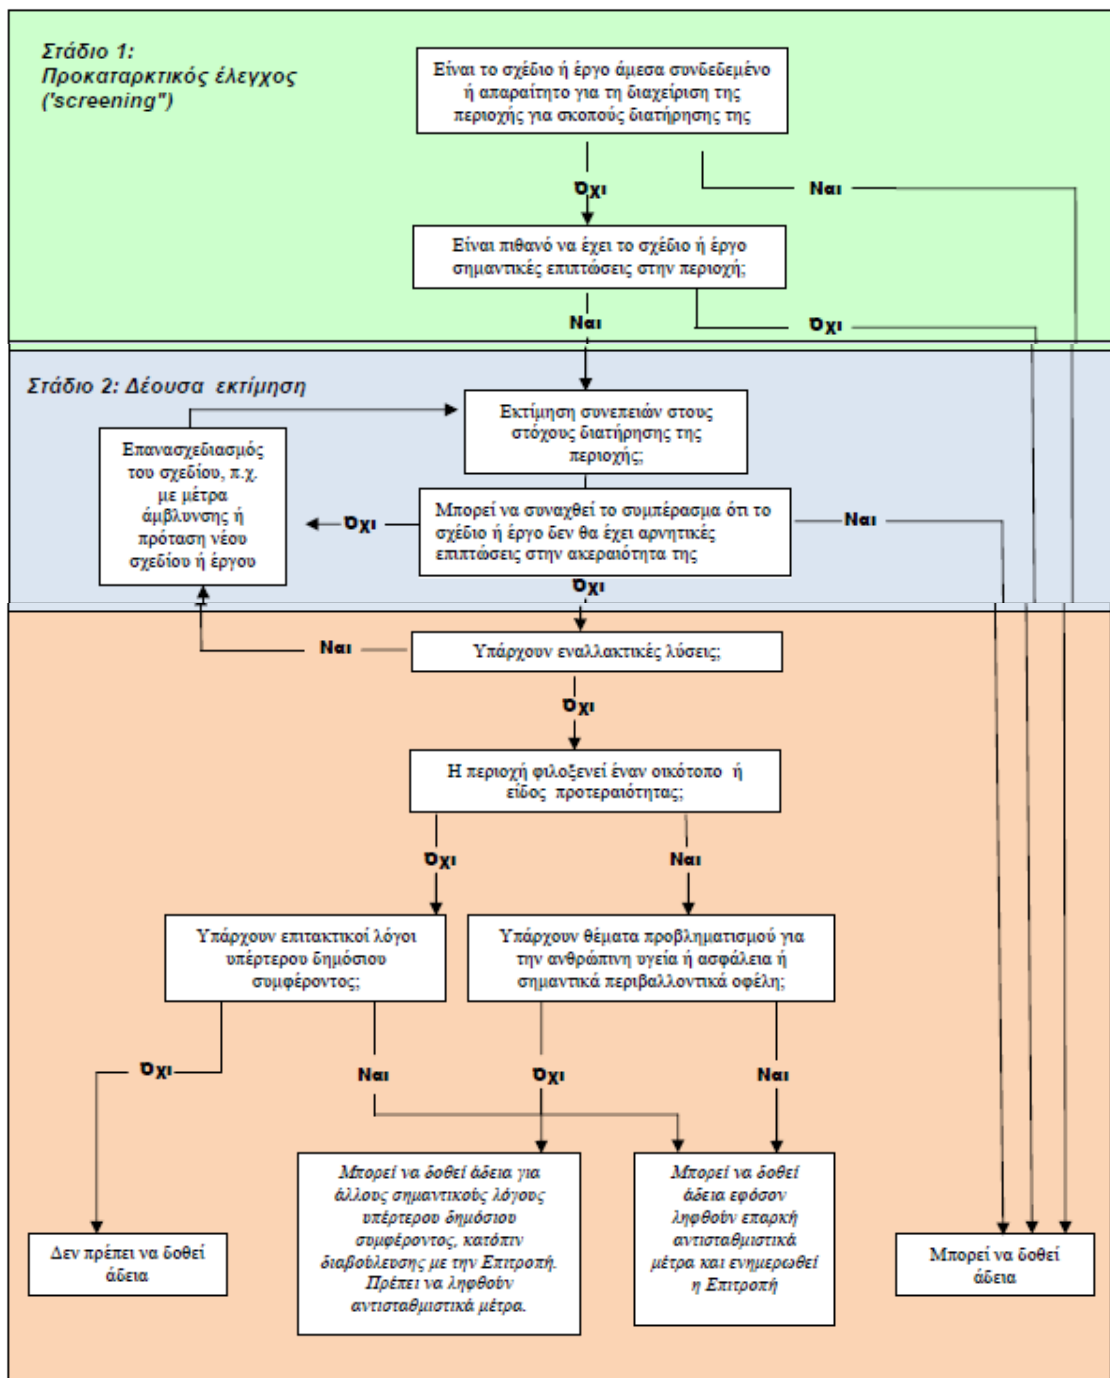 Στάδιο 1:
Προκαταρκτικός έλεγχος
('screening")
Είναι το σχέδιο ή έργο άμεσα συνδεδεμένο
ή απαραίτητο για τη διαχείριση της
περιοχής για σκοπούς διατήρησης της
Όχι
Ναι
Είναι πιθανό να έχει το σχέδιο ή έργο
σημαντικές επιπτώσεις στην περιοχή;
Ναι
Όχι
Στάδιο 2: Δέουσα εκτίμηση
Εκτίμηση συνεπειών στους
στόχους διατήρησης της
περιοχής;
Επανασχεδιασμός
του σχεδίου, π.χ.
με μέτρα
άμβλυνσης ή
πρόταση νέου
σχεδίου ή έργου
Όχι
Μπορεί να συναχθεί το συμπέρασμα ότι το
σχέδιο ή έργο δεν θα έχει αρνητικές
επιπτώσεις στην ακεραιότητα της
Ναι
Όχι
Ναι
Υπάρχουν εναλλακτικές λύσεις;
Όχι
Η περιοχή φιλοξενεί έναν οικότοπο ή
είδος προτεραιότητας;
Όχι
Ναι
Υπάρχουν επιτακτικοί λόγοι
υπέρτερου δημόσιου
συμφέροντος;
Υπάρχουν θέματα προβληματισμού για
την ανθρώπινη υγεία ή ασφάλεια ή
σημαντικά περιβαλλοντικά οφέλη;
Όχι
Ναι
Όχι
Ναι
Δεν πρέπει να δοθεί
άδεια
Μπορεί να δοθεί άδεια για
άλλους σημαντικούς λόγους
υπέρτερου δημόσιου
συμφέροντος, κατόπιν
διαβούλευσης με την Επιτροπή.
Πρέπει να ληφθούν
αντισταθμιστικά μέτρα.
Μπορεί να δοθεί
άδεια εφόσον
ληφθούν επαρκή
αντισταθμιστικά
μέτρα και ενημερωθεί
η Επιτροπή
Μπορεί να δοθεί
άδεια